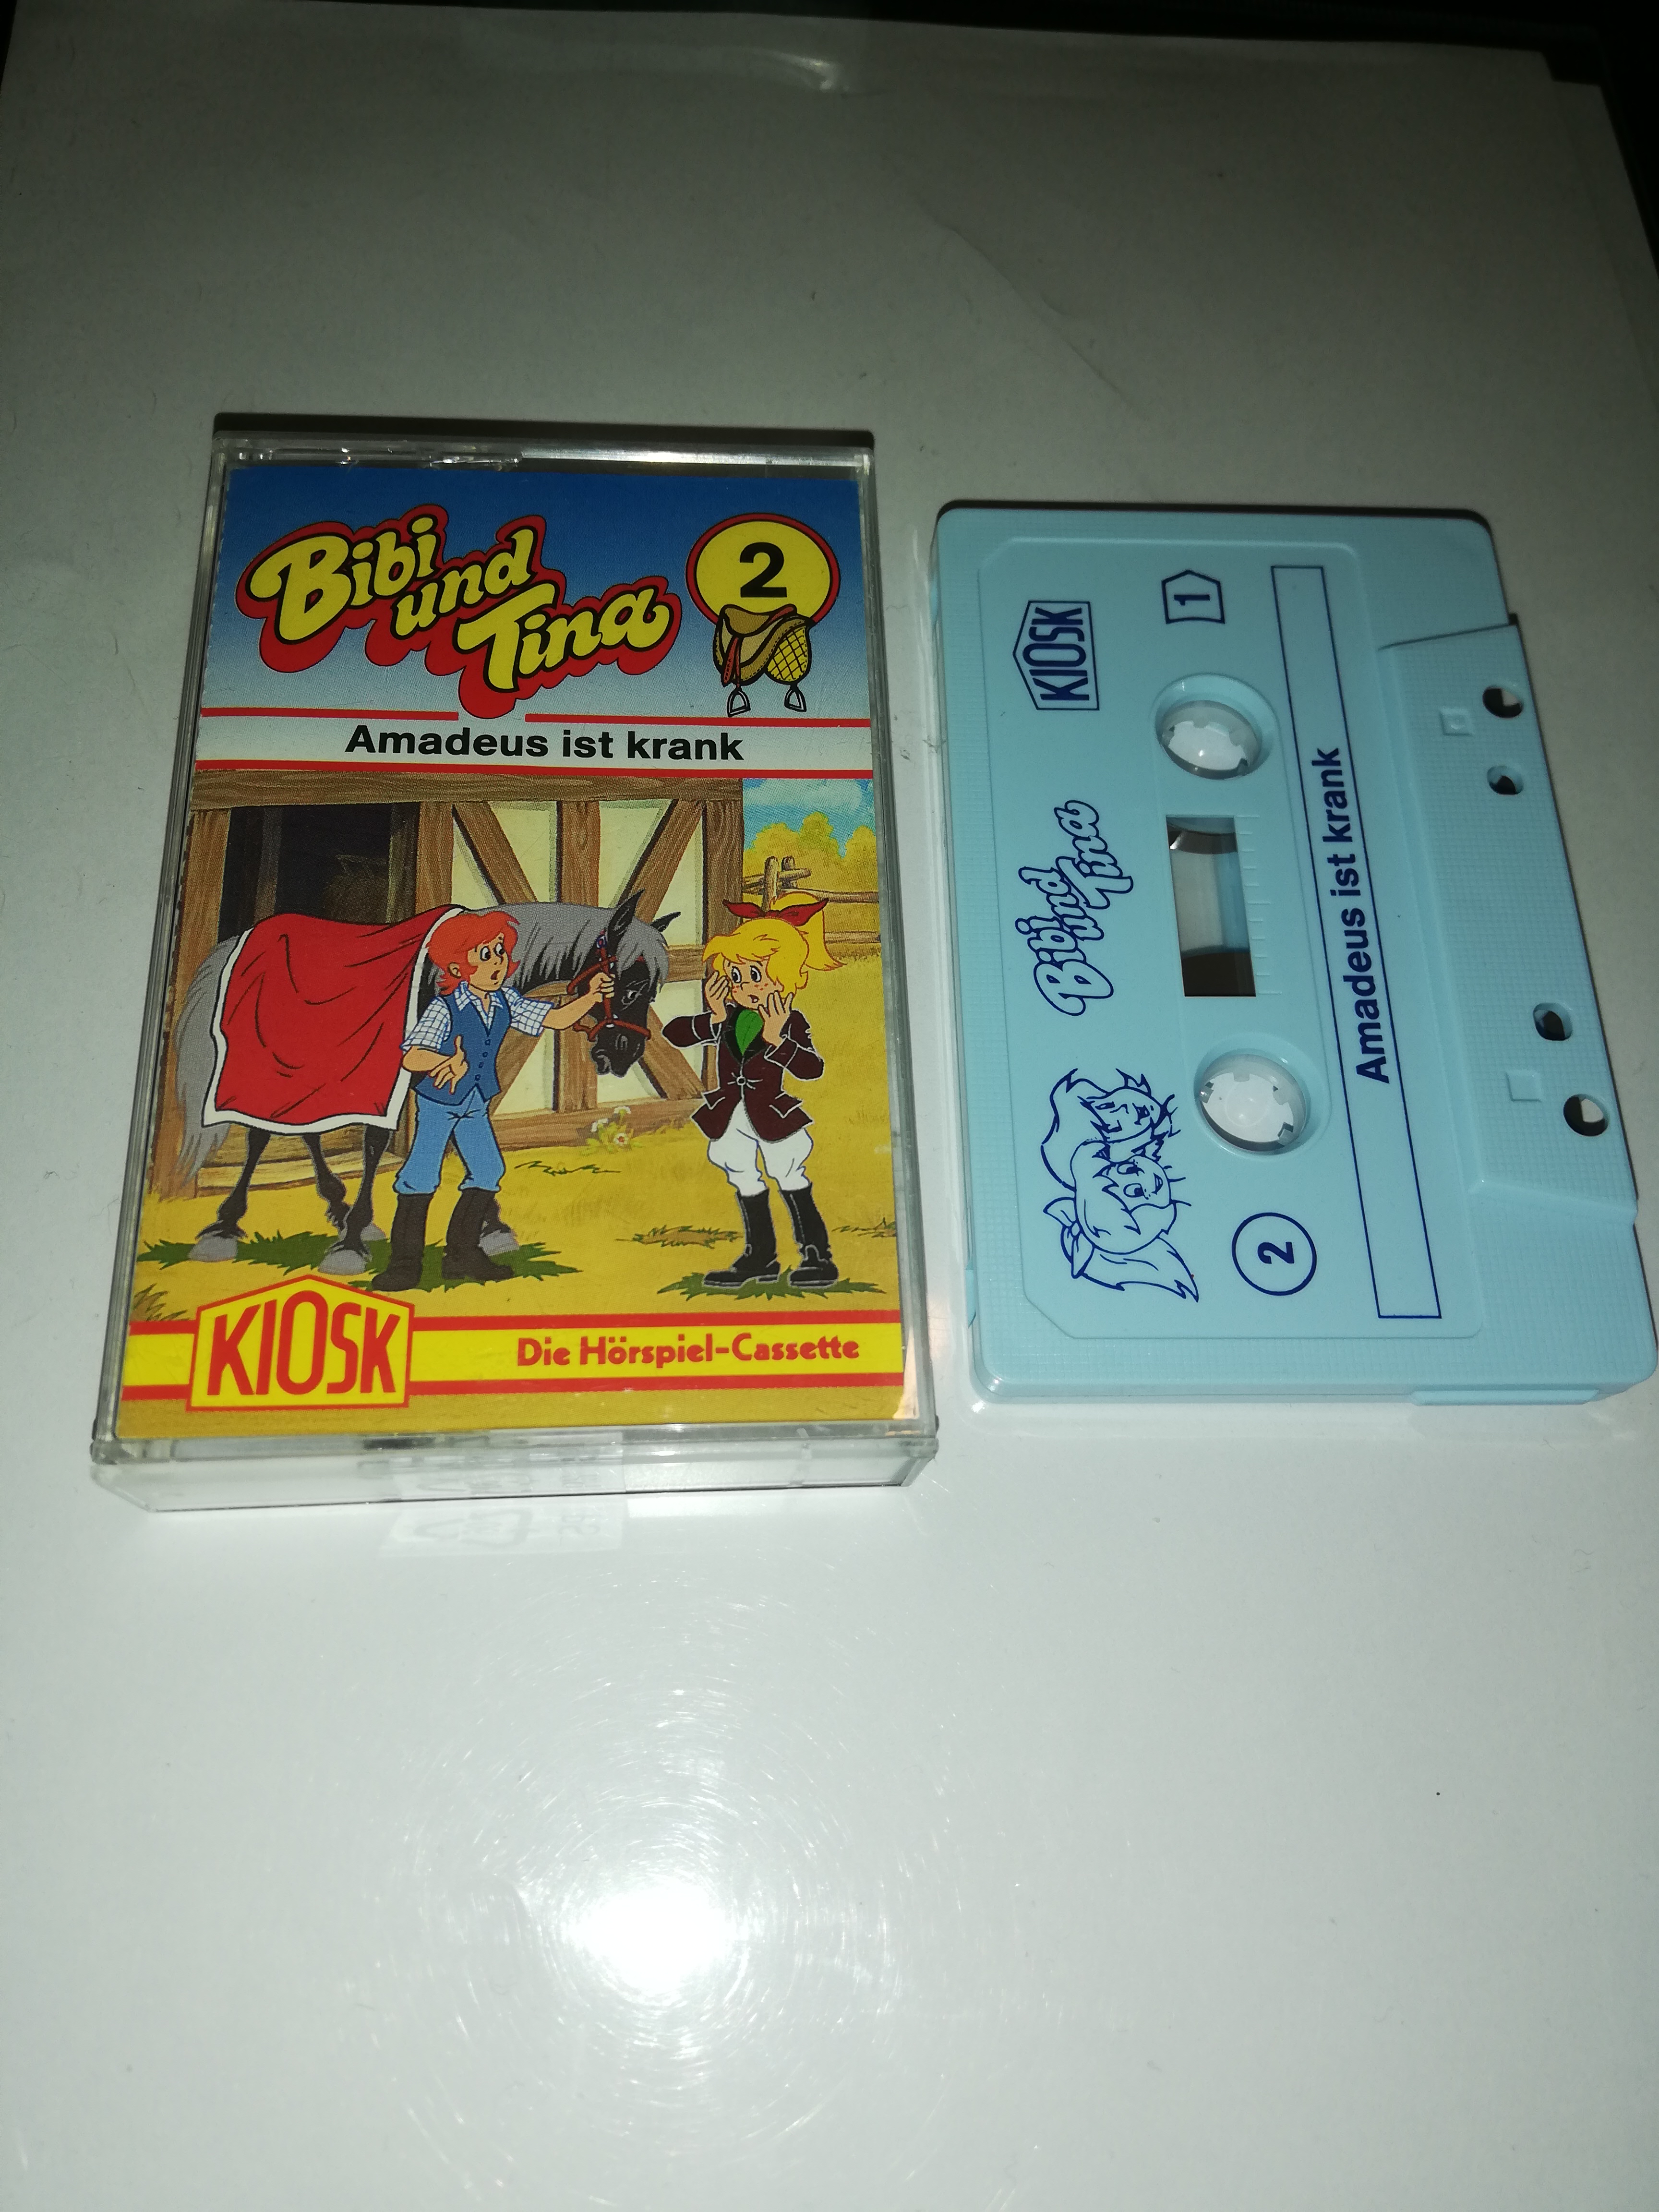 Bibi
und
Tina
2
Amadeus ist krank
KIOSK
Die Hörspiel-Cassette
KIOSK
1
Bibi und
Tina
2
Amadeus ist krank